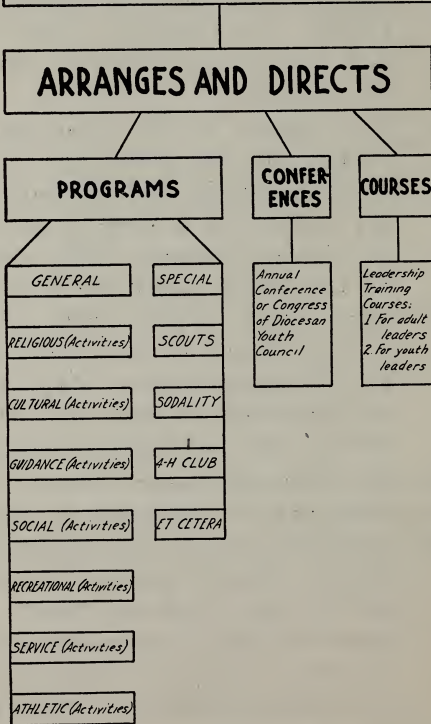 ARRANGES AND DIRECTS
PROGRAMS
CONFER-
ENCES
COURSES
GENERAL
RELIGIOUS (Activities)
CULTURAL (Activities)
GUIDANCE (Activities)
SOCIAL (Activities)
RECREATIONAL (Activities)
SERVICE (Activities)
ATHLETIC (Activities)
SPECIAL
SCOUTS
SODALITY
4-H CLUB
ET CETERA
Annual
Conference
or Congress
of Diocesan
Youth
Council
Leadership
Training
Courses:
1 For adult
leaders
2. For youth
leaders